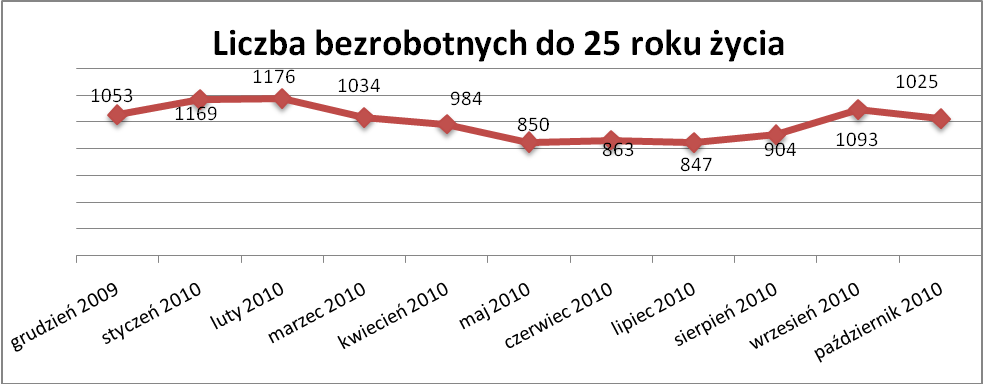 Liczba bezrobotnych do 25 roku życia
1053
1169
1176
1034
984
850
863
847
904
1093
1025
grudzień 2009
styczeń 2010
luty 2010
marzec 2010
kwiecień 2010
maj 2010
czerwiec 2010
lipiec 2010
sierpień 2010
wrzesień 2010
październik 2010